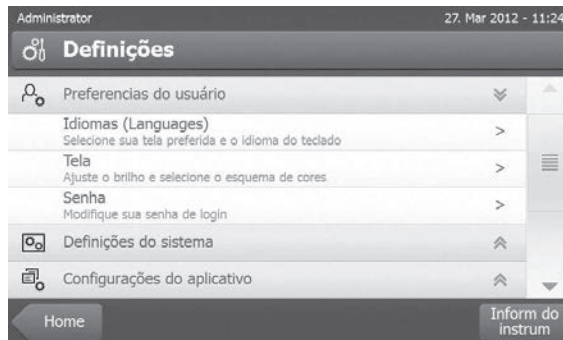 Administrator
27. Mar 2012 - 11:24
Definições
Preferencias do usuário
Idiomas (Languages)
Selecione sua tela preferida e o idioma do teclado
>
Tela
Ajuste o brilho e selecione o esquema de cores
>
Senha
Modifique sua senha de login
>
Definições do sistema
Configurações do aplicativo
Home
Inform do
instrum